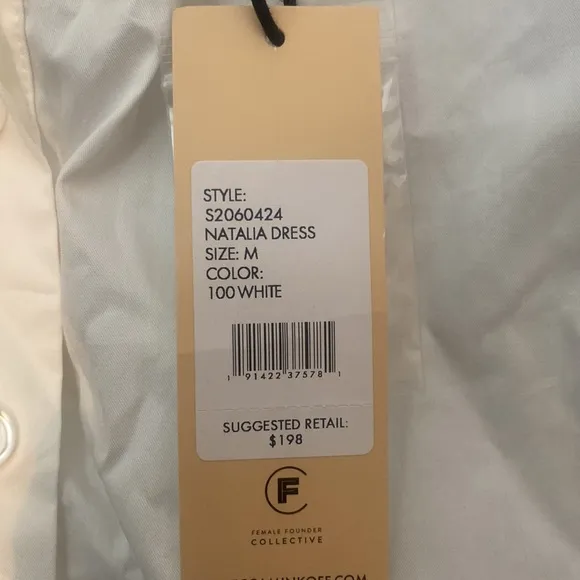 STYLE:
S2060424
NATALIA DRESS
SIZE: M
COLOR:
100 WHITE
1 91422 37578 1
SUGGESTED RETAIL:
$198
F
FEMALE FOUNDER
COLLECTIVE